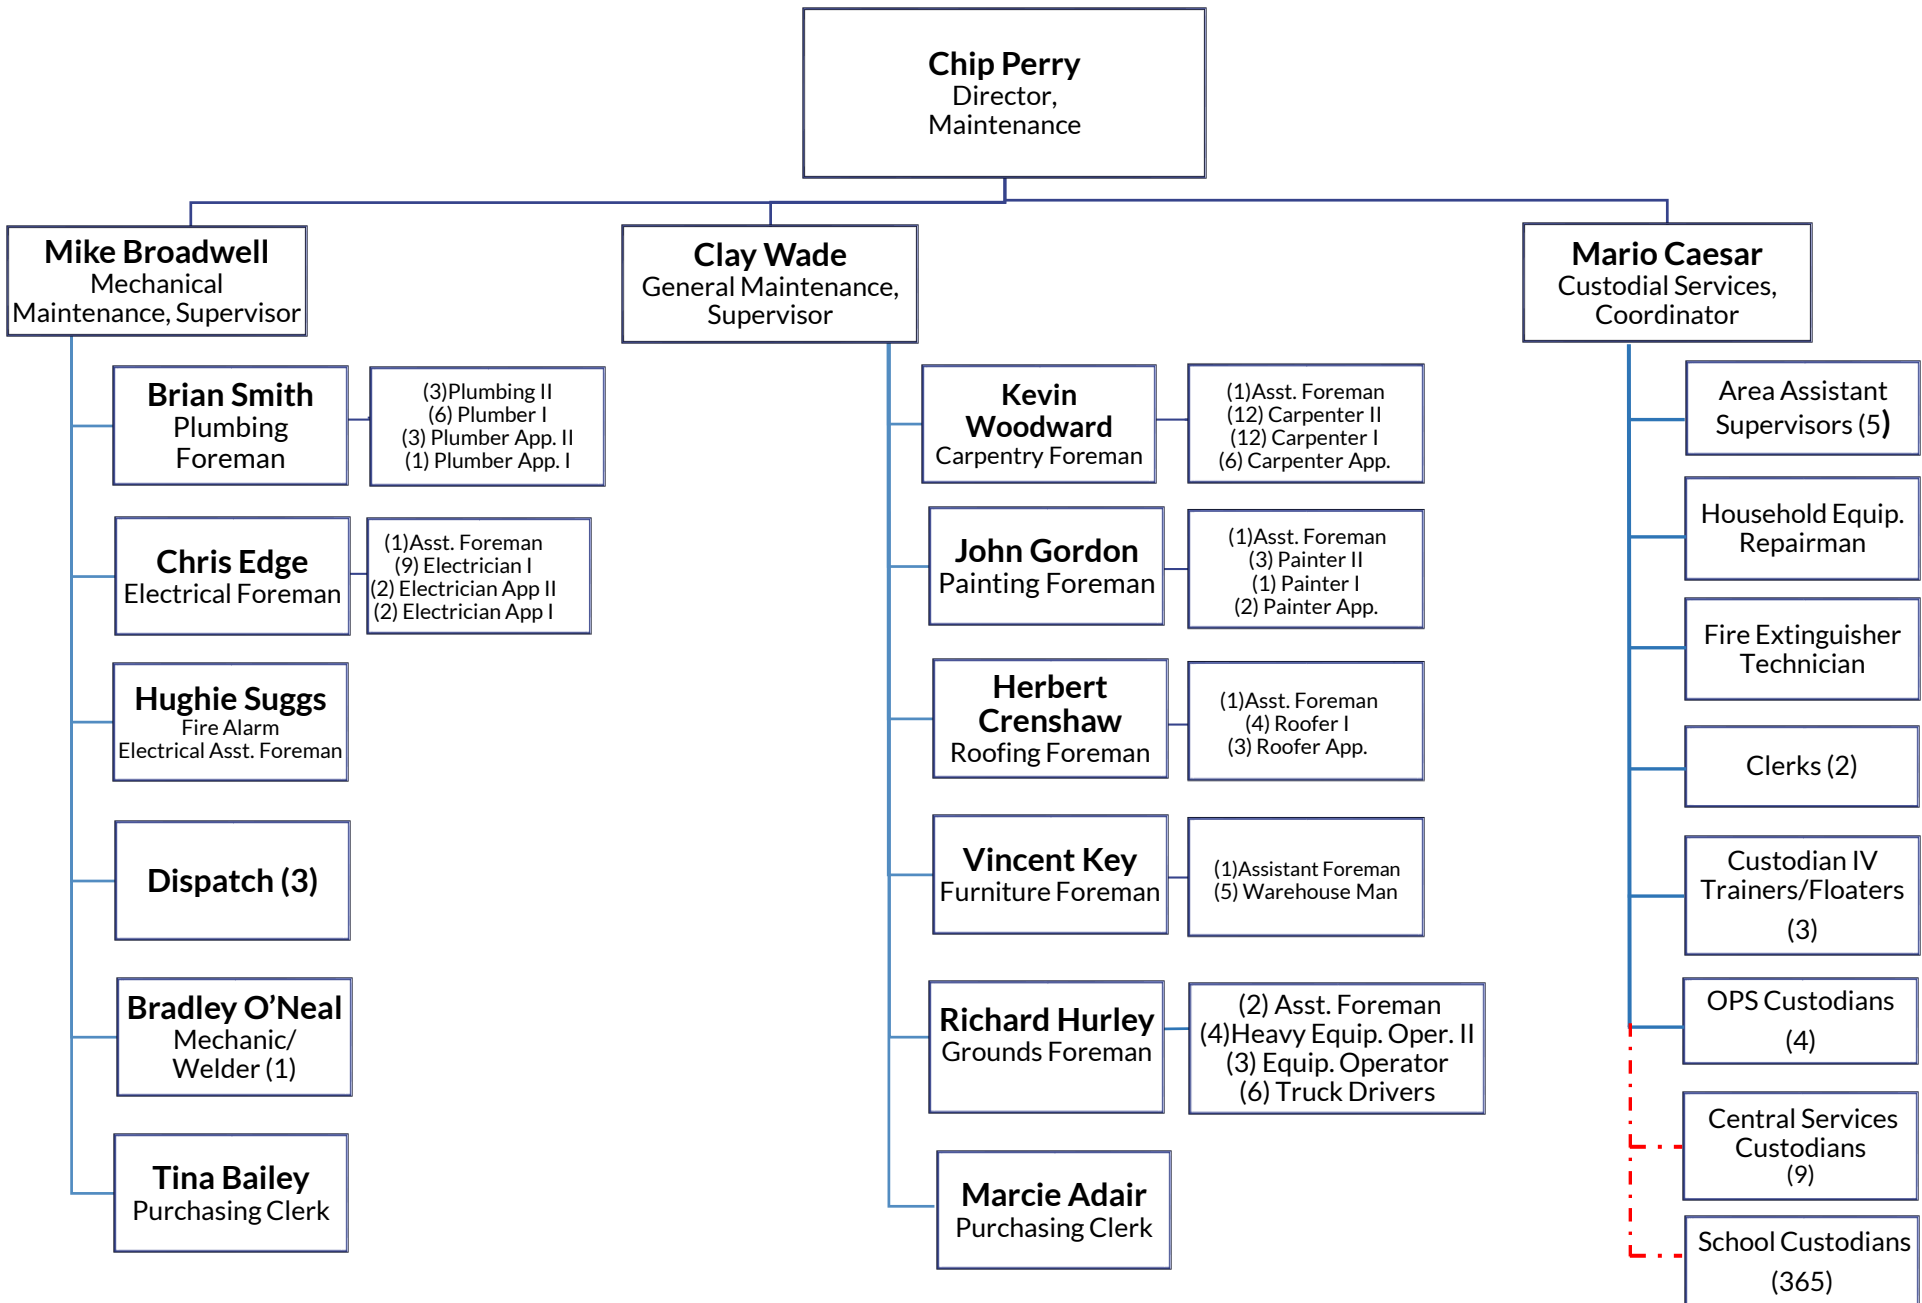 Chip Perry
Director,
Maintenance
Mike Broadwell
Mechanical
Maintenance, Supervisor
Brian Smith
Plumbing
Foreman
(3)Plumbing II
(6) Plumber I
(3) Plumber App. II
(1) Plumber App. I
Chris Edge
Electrical Foreman
(1)Asst. Foreman
(9) Electrician I
(2) Electrician App II
(2) Electrician App I
Hughie Suggs
Fire Alarm
Electrical Asst. Foreman
Dispatch (3)
Bradley O’Neal
Mechanic/
Welder (1)
Tina Bailey
Purchasing Clerk
Clay Wade
General Maintenance,
Supervisor
Kevin
Woodward
Carpentry Foreman
(1)Asst. Foreman
(12) Carpenter II
(12) Carpenter I
(6) Carpenter App.
John Gordon
Painting Foreman
(1)Asst. Foreman
(3) Painter II
(1) Painter I
(2) Painter App.
Herbert
Crenshaw
Roofing Foreman
(1)Asst. Foreman
(4) Roofer I
(3) Roofer App.
Vincent Key
Furniture Foreman
(1)Assistant Foreman
(5) Warehouse Man
Richard Hurley
Grounds Foreman
(2) Asst. Foreman
(4)Heavy Equip. Oper. II
(3) Equip. Operator
(6) Truck Drivers
Marcie Adair
Purchasing Clerk
Mario Caesar
Custodial Services,
Coordinator
Area Assistant
Supervisors (5)
Household Equip.
Repairman
Fire Extinguisher
Technician
Clerks (2)
Custodian IV
Trainers/Floaters
(3)
OPS Custodians
(4)
Central Services
Custodians
(9)
School Custodians
(365)